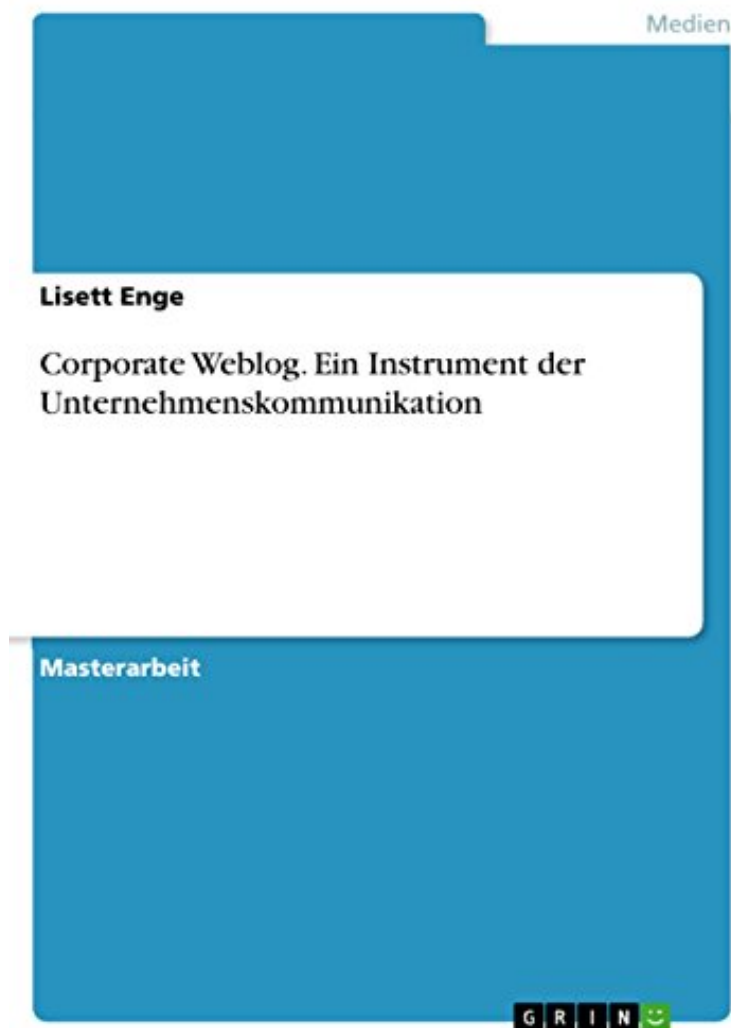 Medien
Lisett Enge
Corporate Weblog. Ein Instrument der
Unternehmenskommunikation
Masterarbeit
GRIN